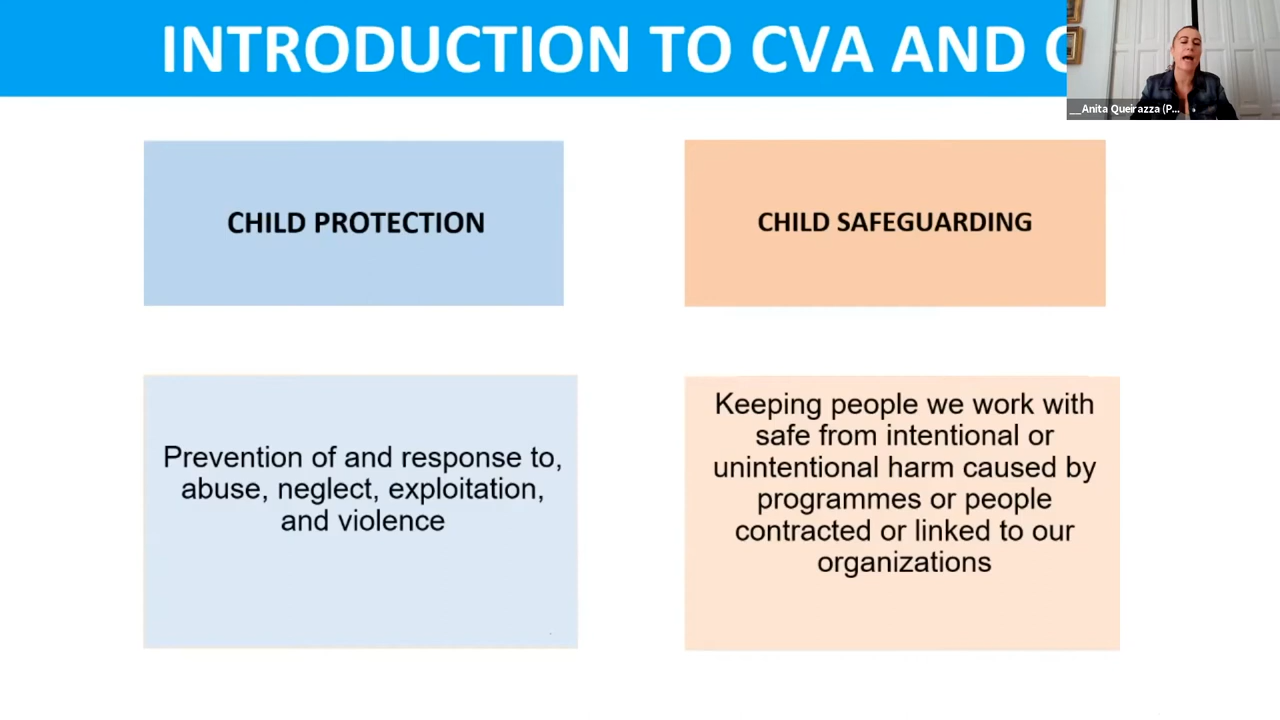 INTRODUCTION TO CVA AND
__Anita Queirazza (P...
CHILD PROTECTION
CHILD SAFEGUARDING
Prevention of and response to,
abuse, neglect, exploitation,
and violence
Keeping people we work with
safe from intentional or
unintentional harm caused by
programmes or people
contracted or linked to our
organizations